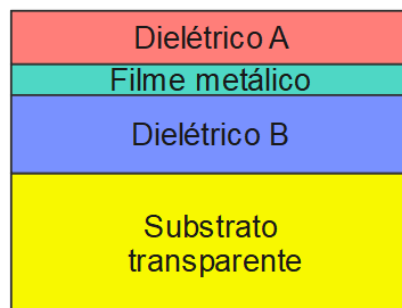 Dielétrico A
Filme metálico
Dielétrico B
Substrato
transparente